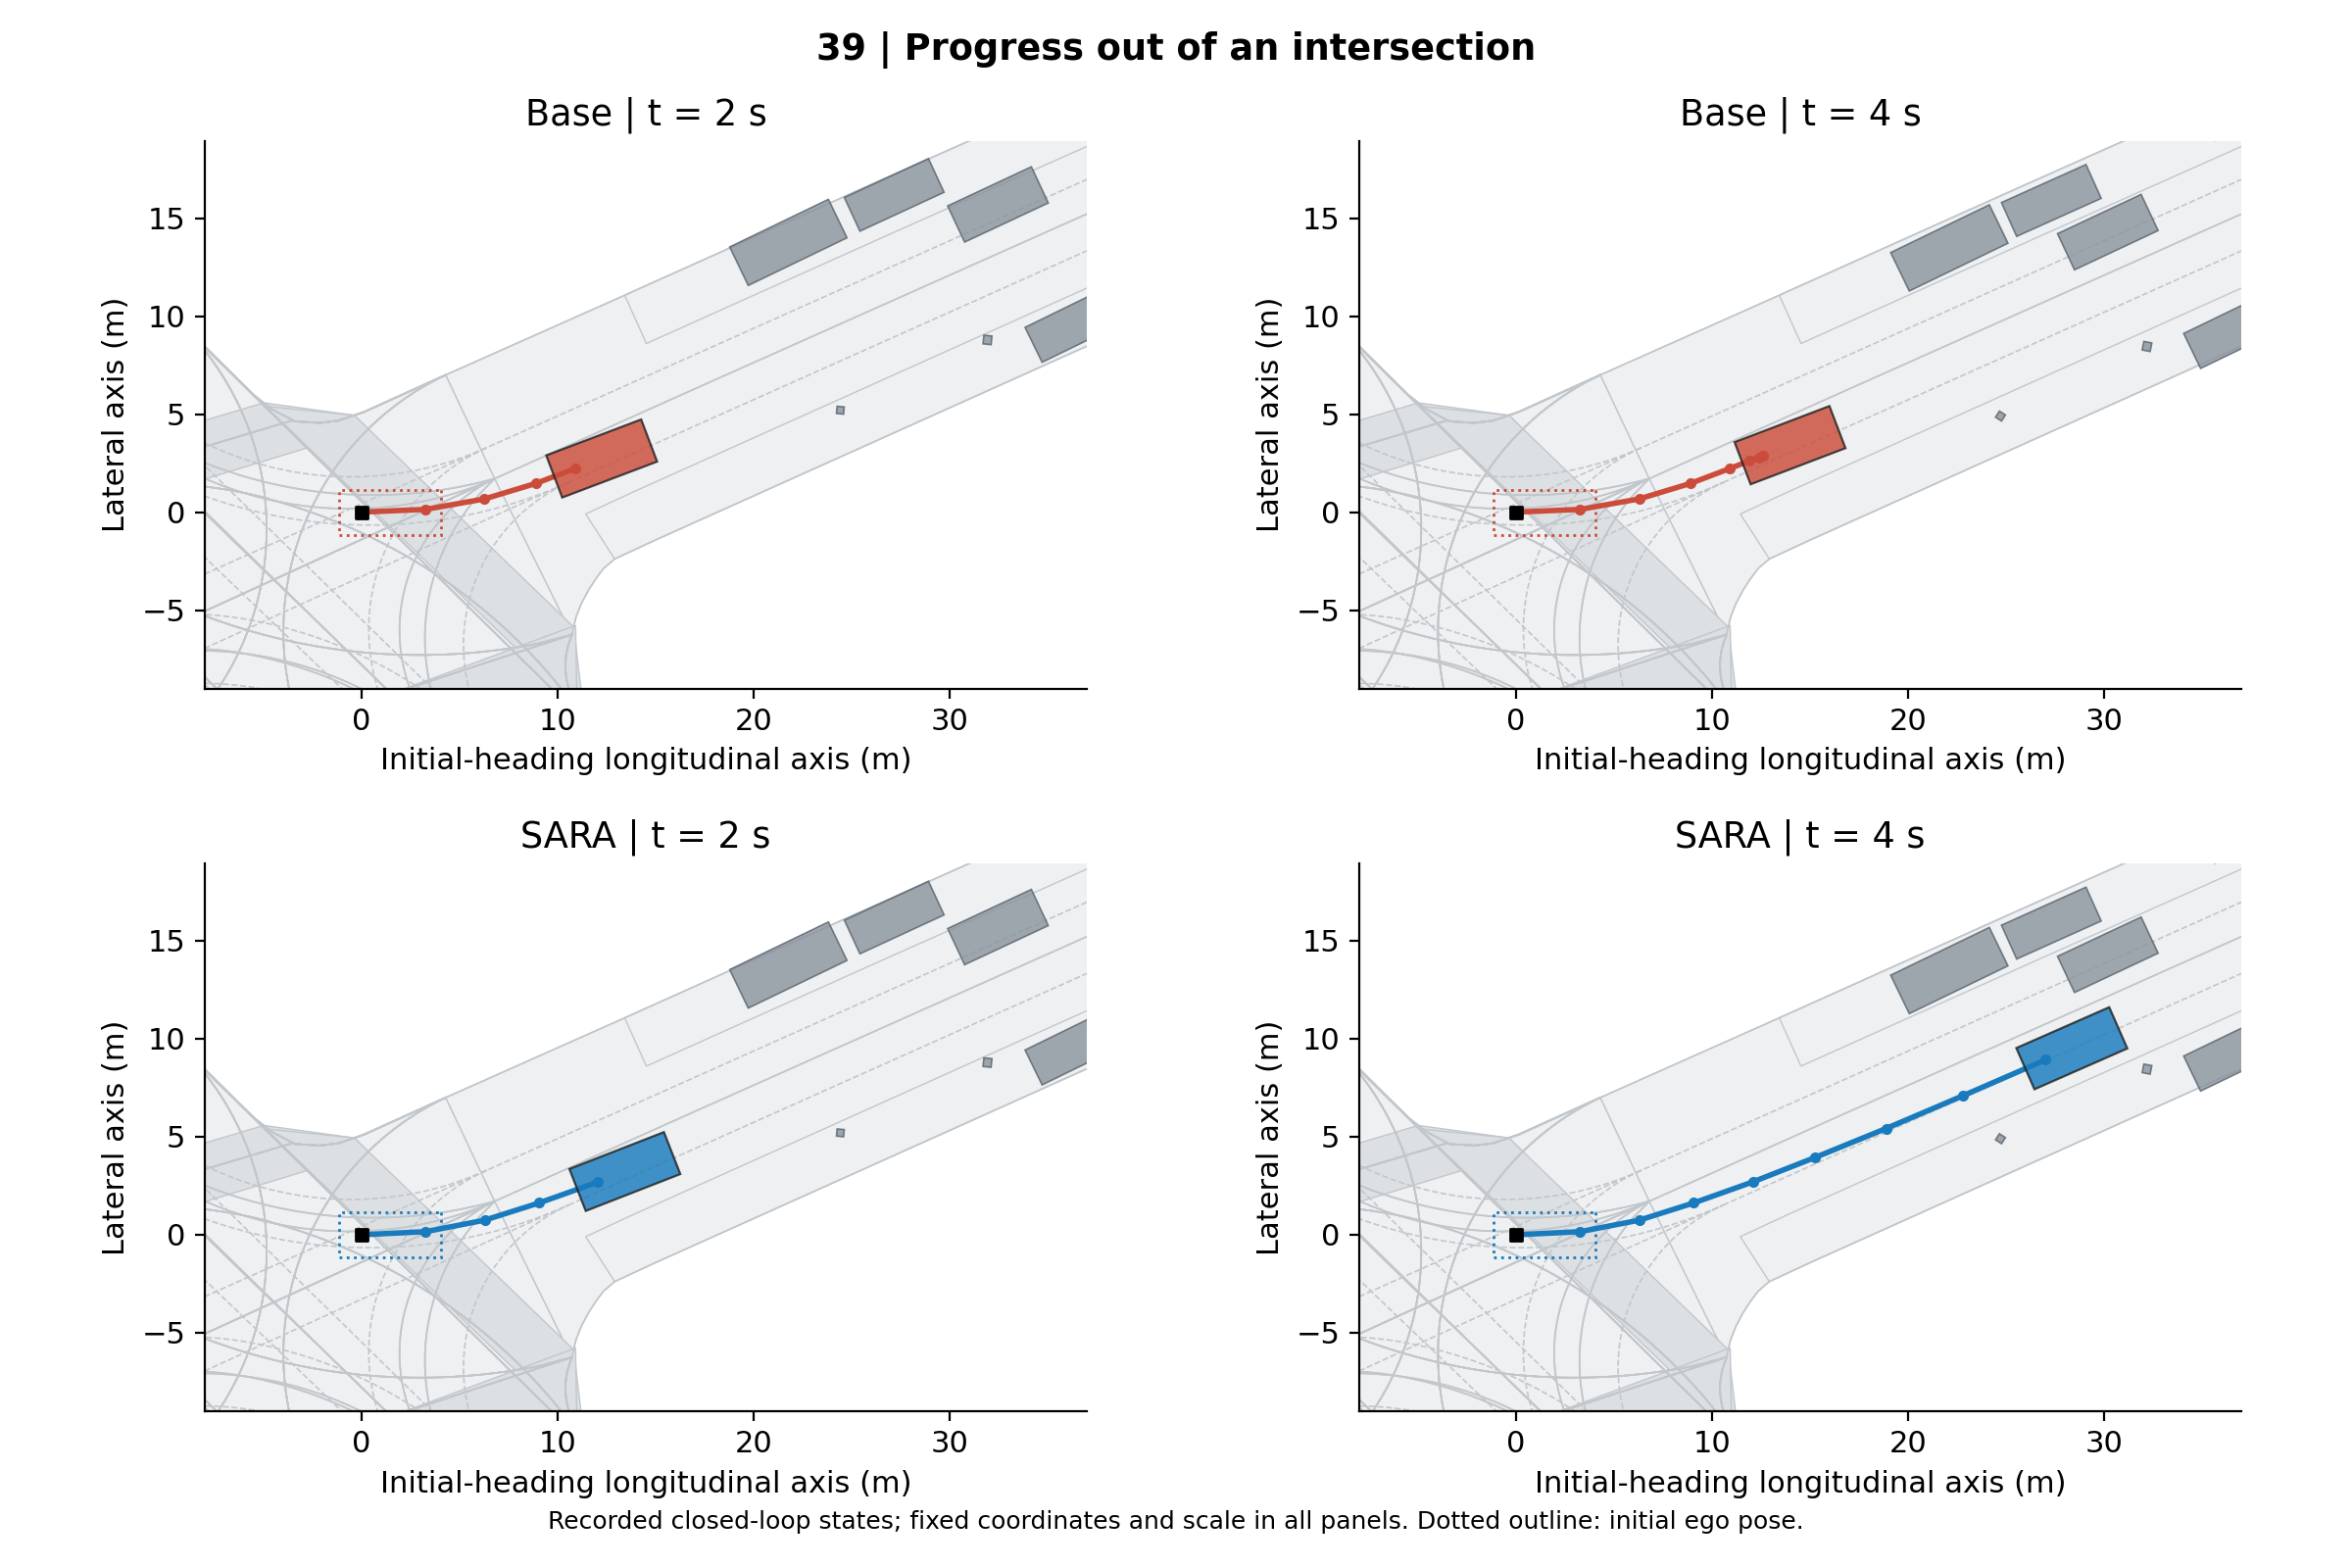 39 | Progress out of an intersection
Base | t = 2 s
Base | t = 4 s
Lateral axis (m)
15
10
5
0
−5
0 10 20 30
Initial-heading longitudinal axis (m)
Lateral axis (m)
15
10
5
0
−5
0 10 20 30
Initial-heading longitudinal axis (m)
SARA | t = 2 s
SARA | t = 4 s
Lateral axis (m)
15
10
5
0
−5
0 10 20 30
Initial-heading longitudinal axis (m)
Lateral axis (m)
15
10
5
0
−5
0 10 20 30
Initial-heading longitudinal axis (m)
Recorded closed-loop states; fixed coordinates and scale in all panels. Dotted outline: initial ego pose.